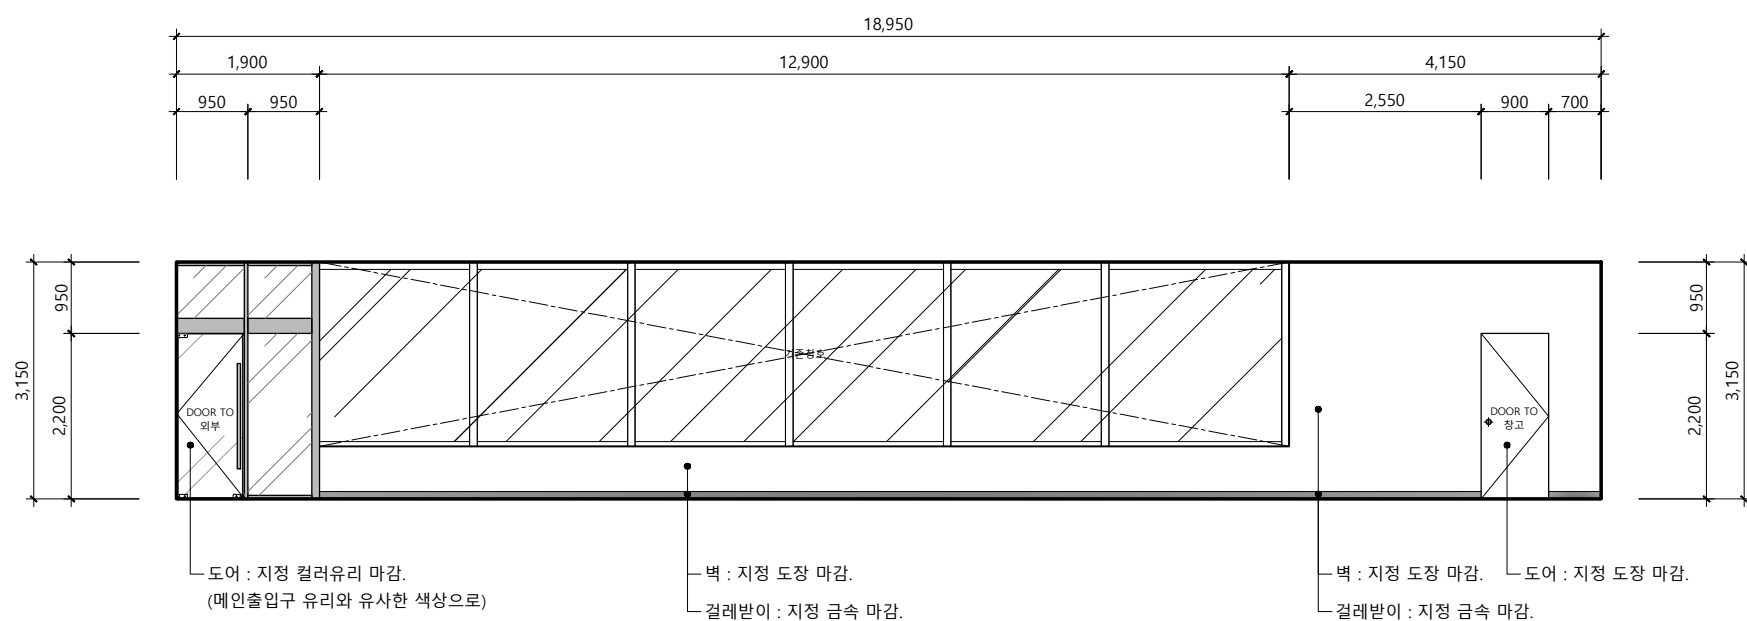 18,950
1,900
12,900
4,150
950
950
2,550
900
700
3,150
950
2,200
950
2,200
3,150
DOOR TO
외부
DOOR TO
창고
도어 : 지정 컬러유리 마감.
(메인출입구 유리와 유사한 색상으로)
벽 : 지정 도장 마감.
걸레받이 : 지정 금속 마감.
벽 : 지정 도장 마감.
걸레받이 : 지정 금속 마감.
도어 : 지정 도장 마감.